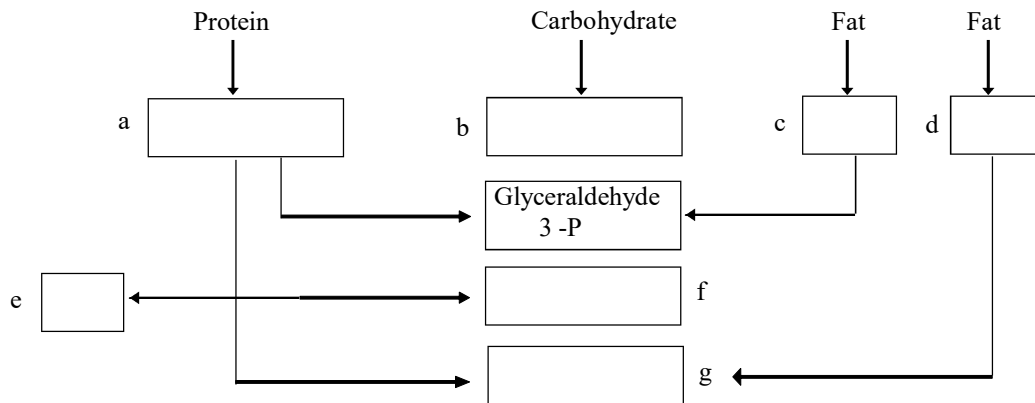 Protein
Carbohydrate
Fat
Fat
a
b
c
d
Glyceraldehyde
3 -P
e
f
g